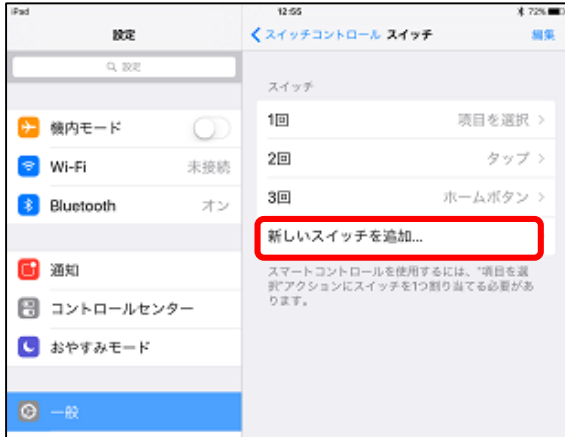 iPad
12:55
72%
設定
スイッチコントロール スイッチ
編集
設定
機内モード
Wi-Fi
未接続
Bluetooth
オン
通知
コントロールセンター
おやすみモード
一般
スイッチ
1回
項目を選択
2回
タップ
3回
ホームボタン
新しいスイッチを追加...
スマートコントロールを使用するには、"項目を選
択"アクションにスイッチを1つ割り当てる必要があ
ります。